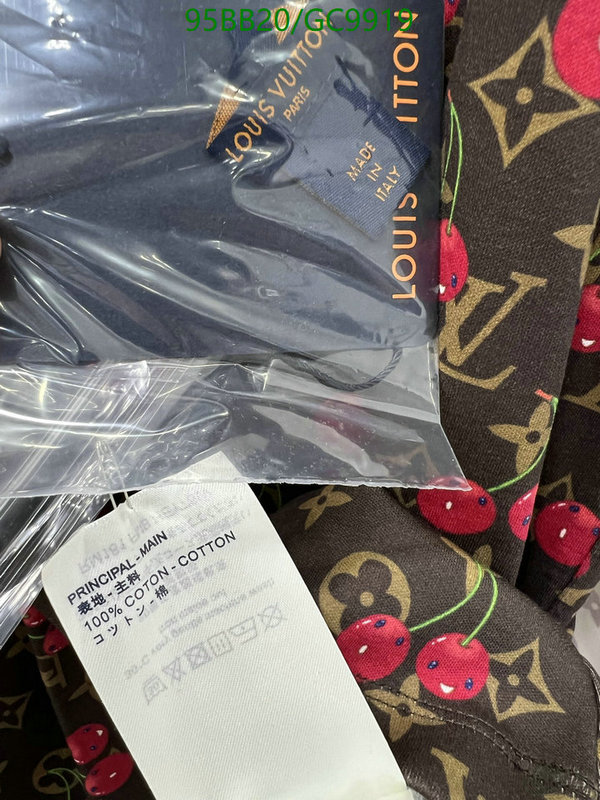 95BB20/GC9919
LOUIS VUITTON
PARIS
MADE
IN
ITALY
LOUIS VUITTON
PRINCIPAL-MAIN
表地-主料
100% COTON-COTTON
コットン-棉